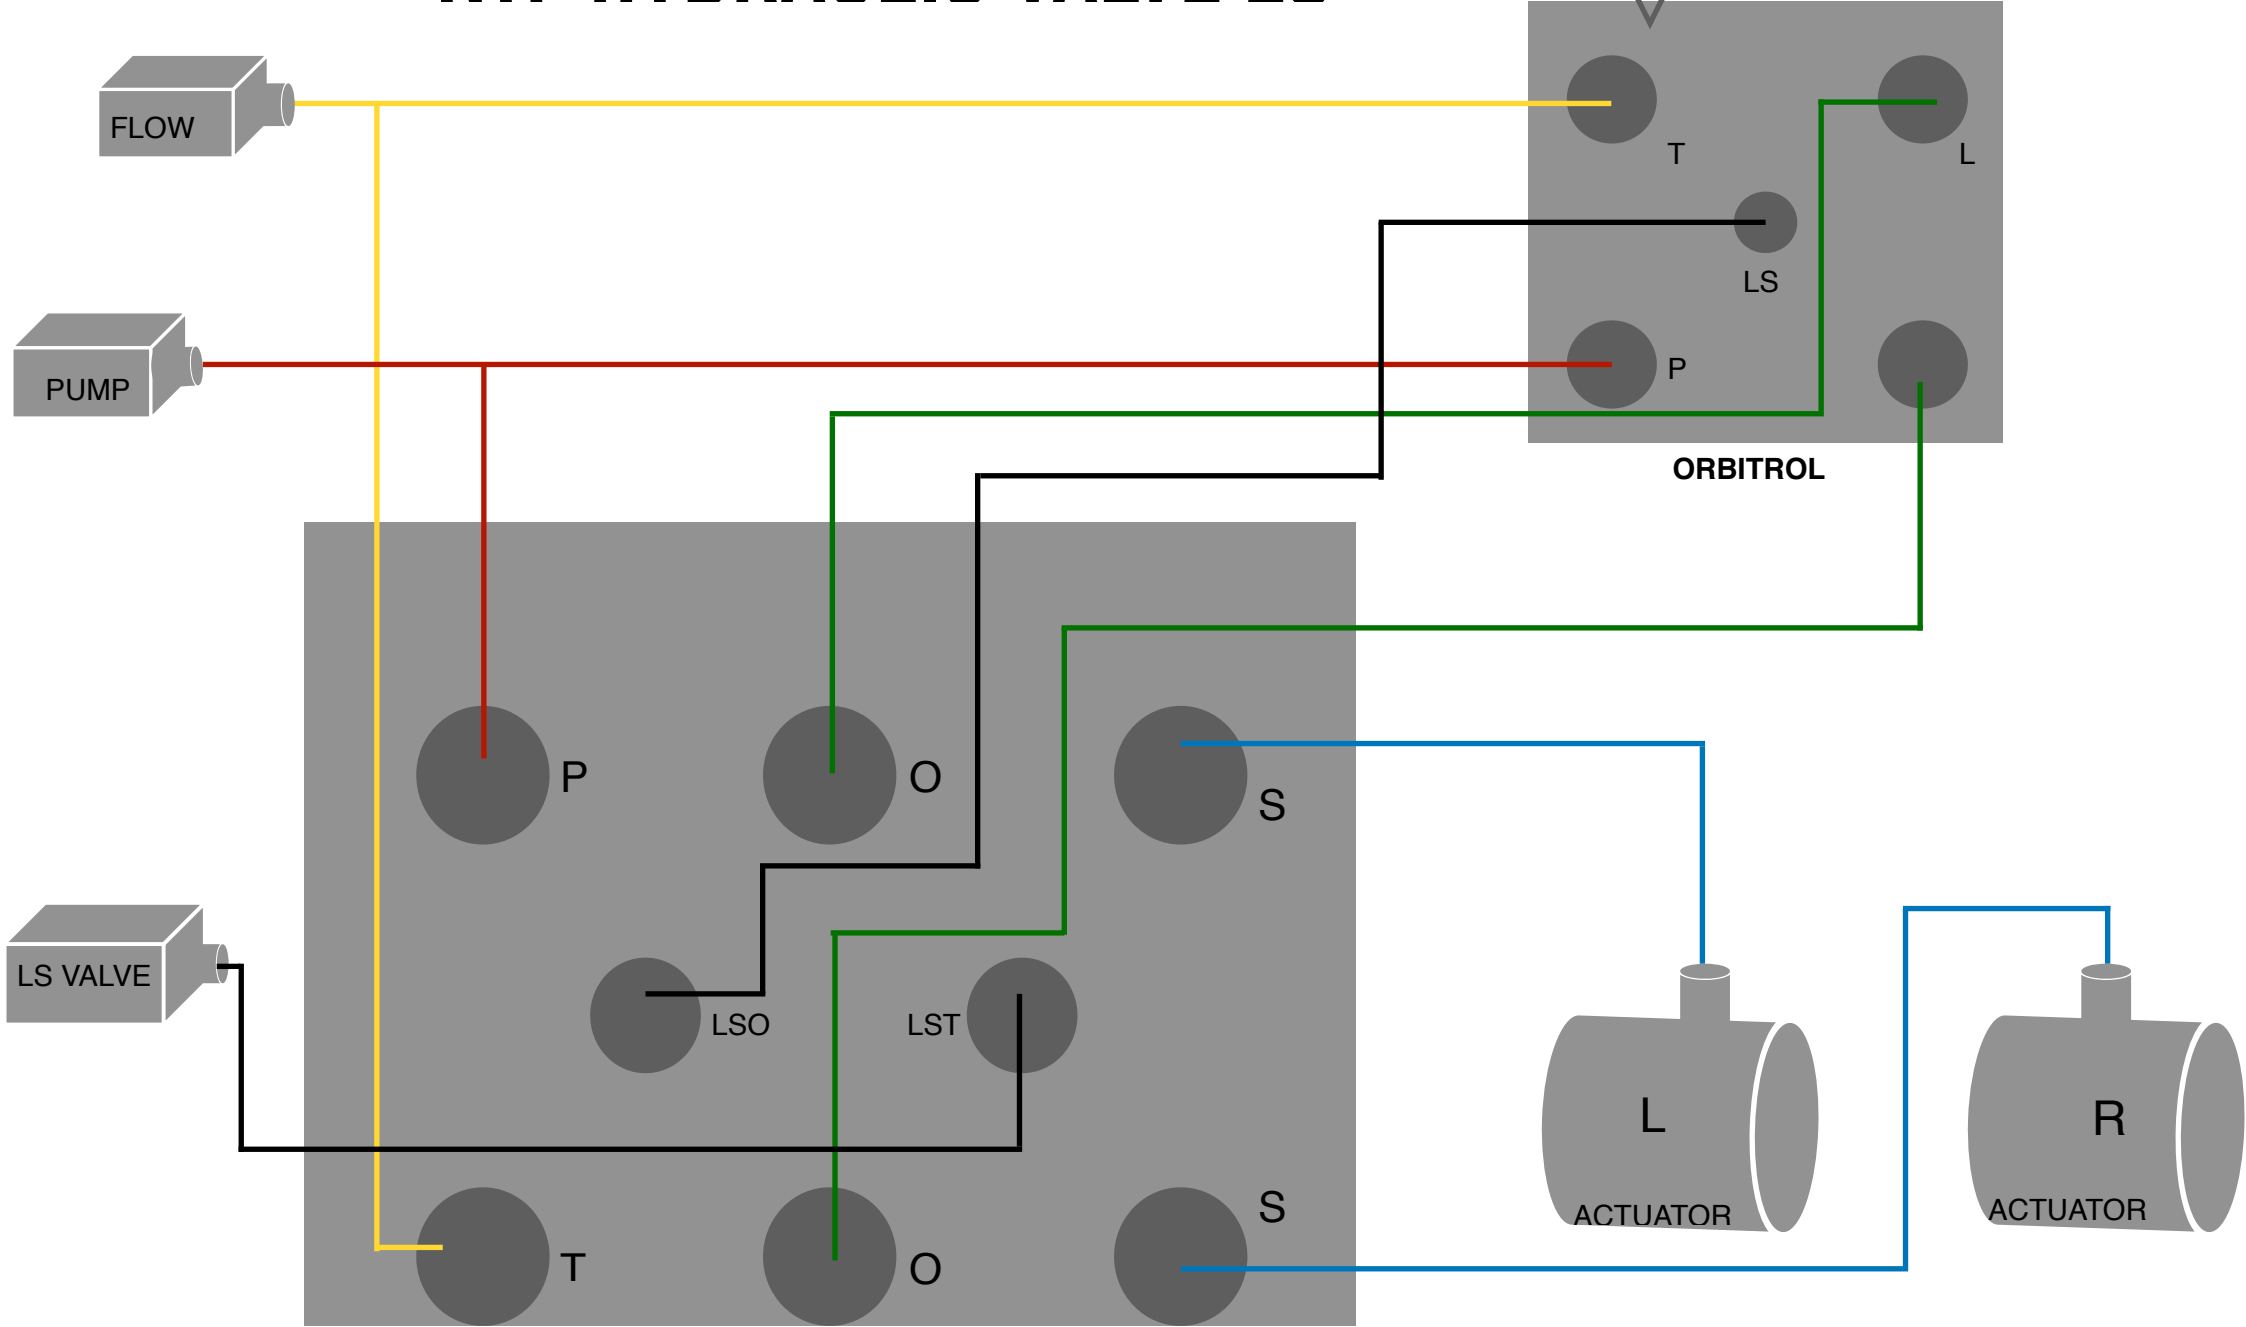 FLOW
T
L
LS
PUMP
P
ORBITROL
P
O
S
LS VALVE
LSO
LST
L
R
ACTUATOR
ACTUATOR
S
T
O